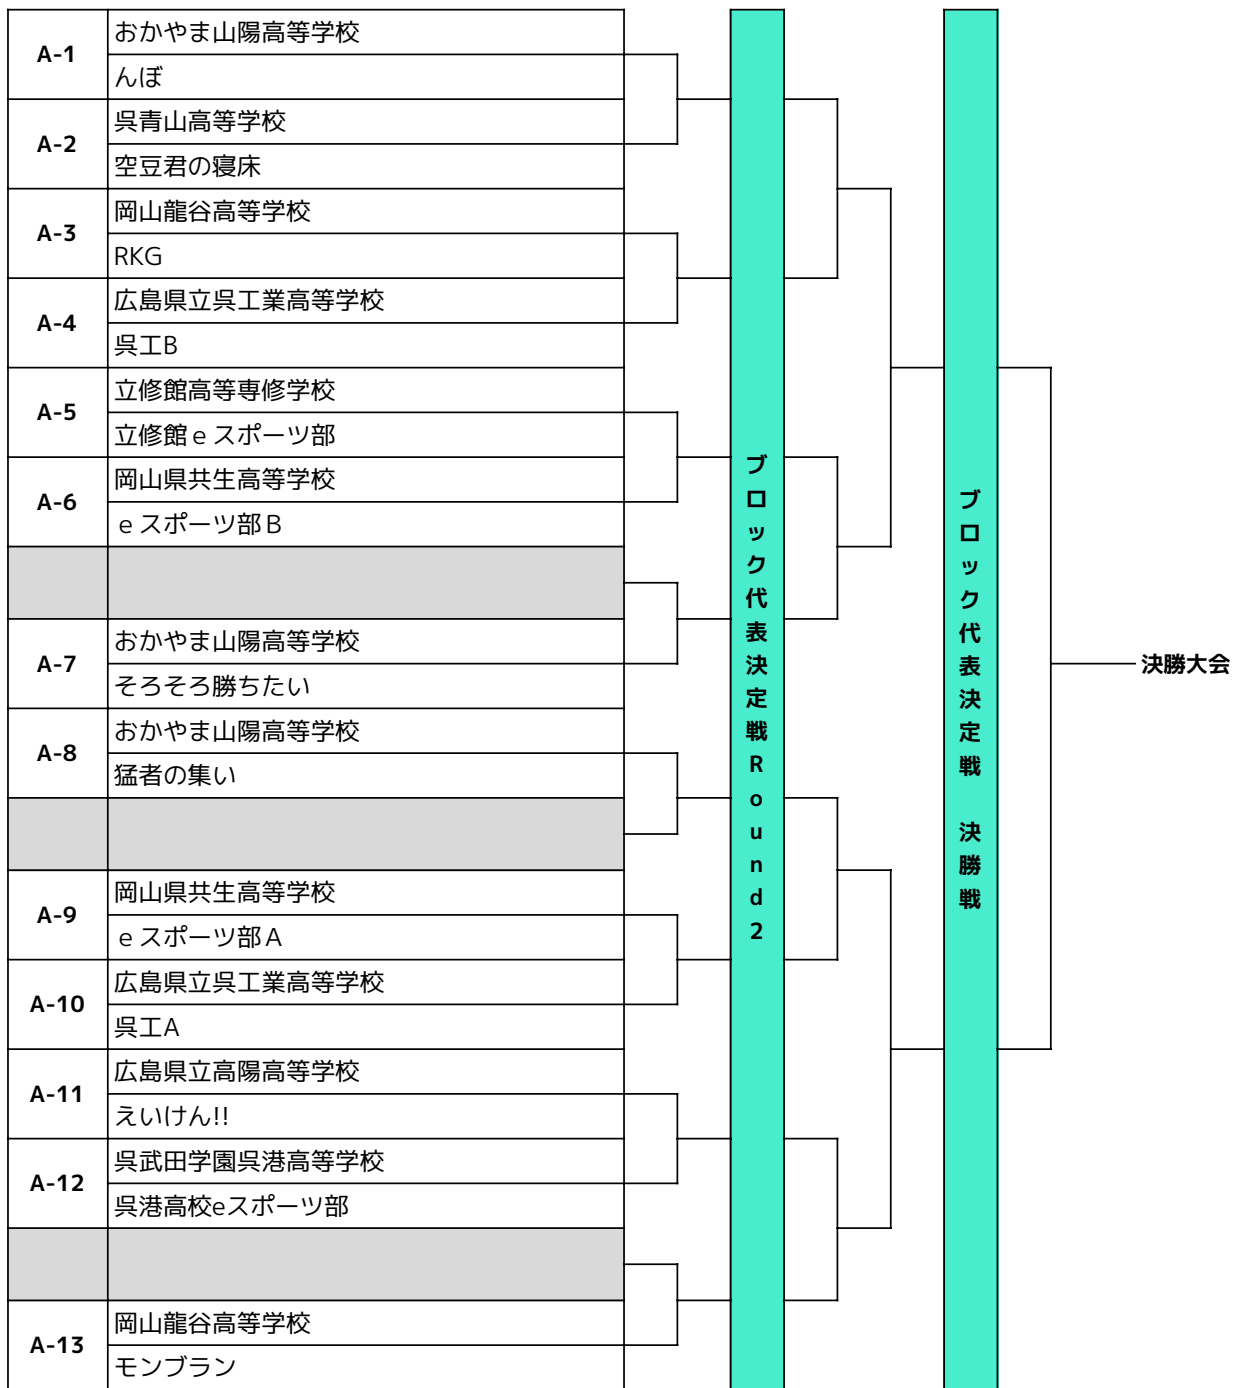 A-1
おかやま山陽高等学校
んぼ
A-2
呉青山高等学校
空豆君の寝床
A-3
岡山龍谷高等学校
RKG
A-4
広島県立呉工業高等学校
呉工B
A-5
立修館高等専修学校
立修館ｅスポーツ部
A-6
岡山県共生高等学校
ｅスポーツ部Ｂ
A-7
おかやま山陽高等学校
そろそろ勝ちたい
A-8
おかやま山陽高等学校
猛者の集い
A-9
岡山県共生高等学校
ｅスポーツ部Ａ
A-10
広島県立呉工業高等学校
呉工A
A-11
広島県立高陽高等学校
えいけん!!
A-12
呉武田学園呉港高等学校
呉港高校eスポーツ部
A-13
岡山龍谷高等学校
モンブラン
ブロック代表決定戦Round2
ブロック代表決定戦　決勝戦
決勝大会